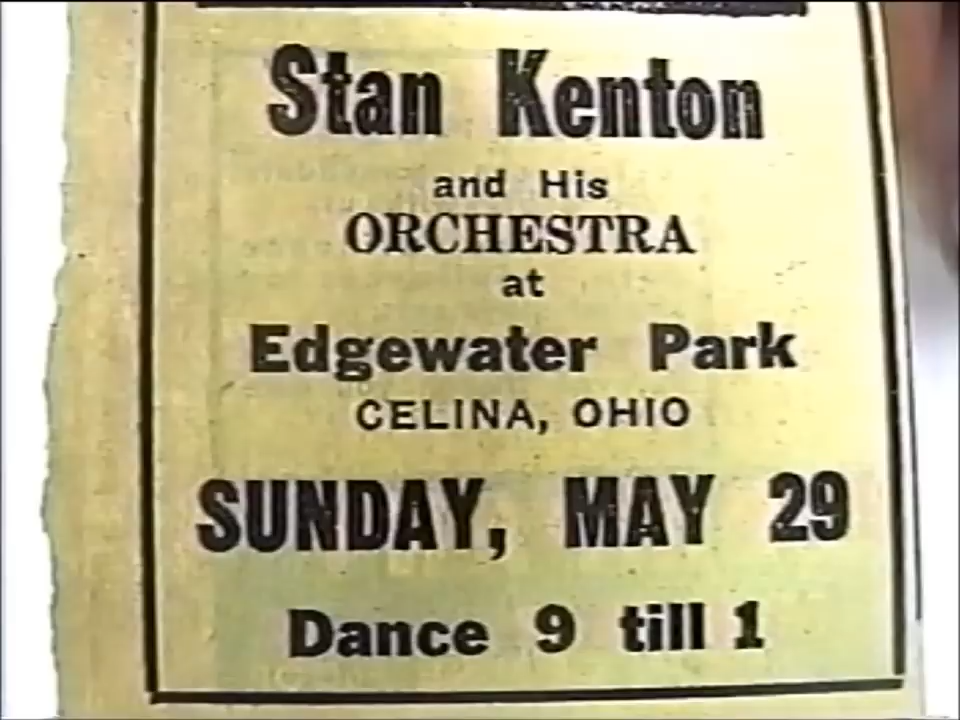 Stan Kenton
and His
ORCHESTRA
at
Edgewater Park
CELINA, OHIO
SUNDAY, MAY 29
Dance 9 till 1